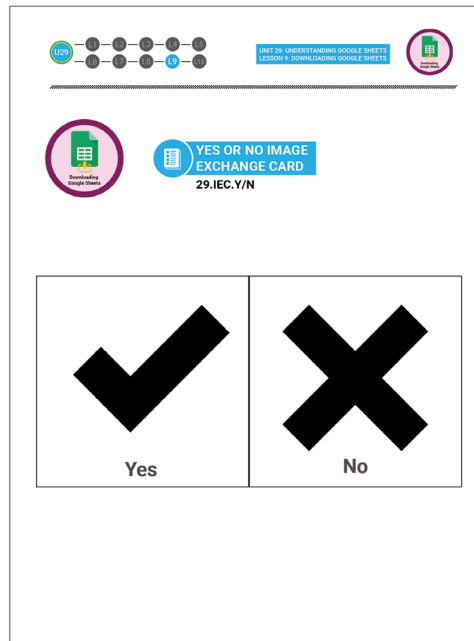 U29
L1 L2 L3 L4 L5
L6 L7 L8 L9 L10
UNIT 29: UNDERSTANDING GOOGLE SHEETS
LESSON 9: DOWNLOADING GOOGLE SHEETS
Downloading
Google Sheets
Downloading
Google Sheets
YES OR NO IMAGE
EXCHANGE CARD
29.IEC.Y/N
Yes
No